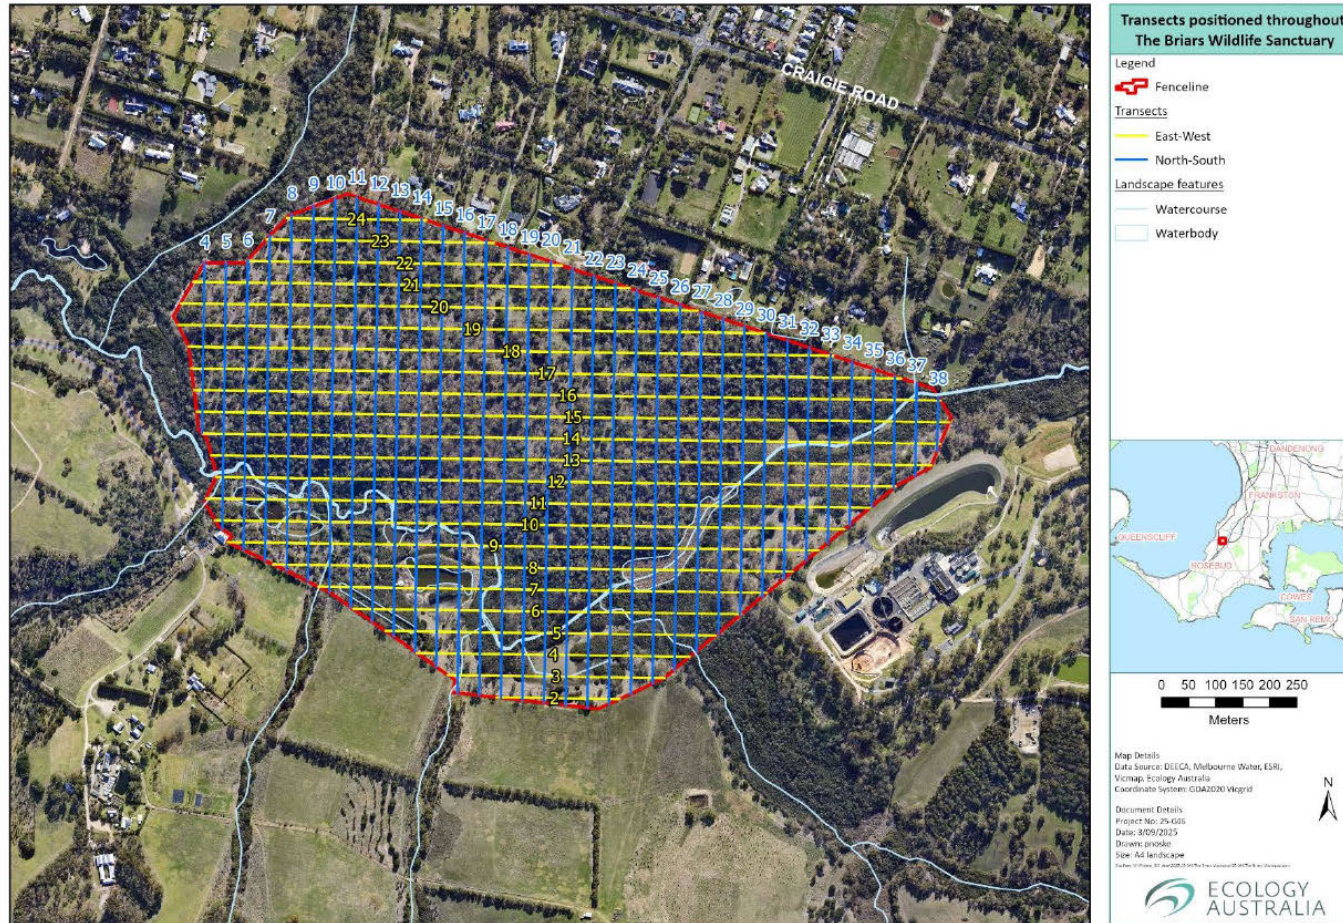 Transects positioned throughout
The Briars Wildlife Sanctuary
Legend
Fenceline
Transects
East-West
North-South
Landscape features
Watercourse
Waterbody
CRAIGIE ROAD
4 5 6 7 8 9 10 11 12 13 14 15 16 17 18 19 20 21 22 23 24 25 26 27 28 29 30 31 32 33 34 35 36 37 38
24
23
22
21
20
19
18
17
16
15
14
13
12
11
10
9
8
7
6
5
4
3
2
DANDENONG
FRANKSTON
QUEENSCLIFF
ROSEBUD
COWES
SAN REMO
0 50 100 150 200 250
Meters
Map Details
Data Source: DEECA, Melbourne Water, ESRI,
Vicmap, Ecology Australia
Coordinate System: GDA2020 Vicgrid
N
Document Details
Project No: 25-046
Date: 3/09/2025
Drawn: pnoske
Size: A4 landscape
ECOLOGY
AUSTRALIA